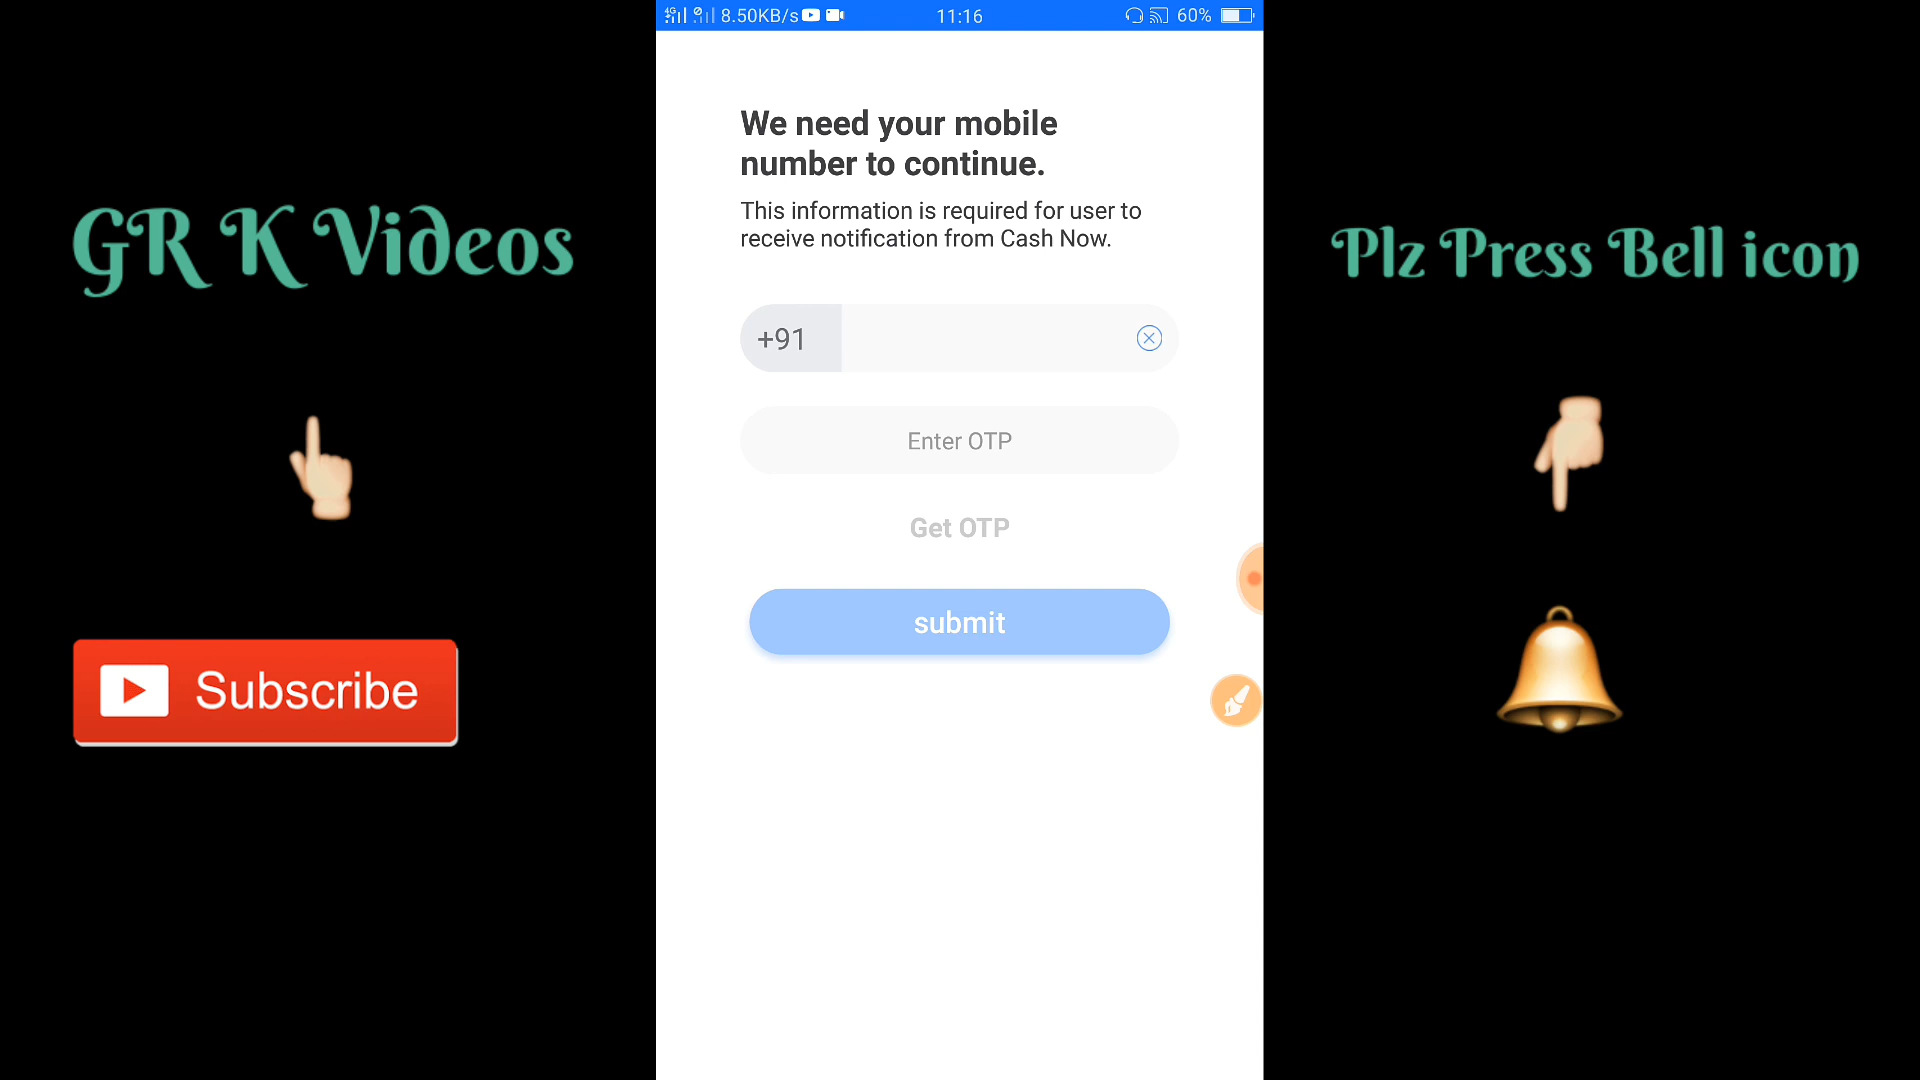 4G 8.50KB/s 11:16 60%
We need your mobile
number to continue.
This information is required for user to
receive notification from Cash Now.
+91
Enter OTP
Get OTP
submit
GR K Videos
Subscribe
Plz Press Bell icon